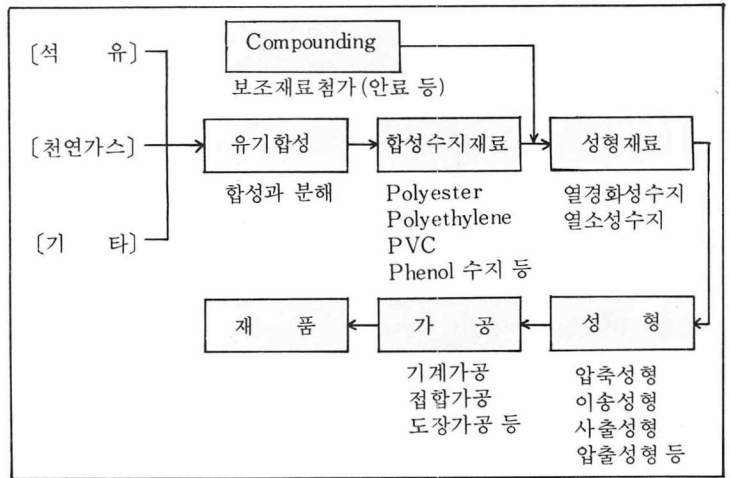 〔석 유〕
Compounding
보조재료첨가(안료 등)
〔천연가스〕
유기합성
합성수지재료
성형재료
합성과 분해
Polyester
Polyethylene
PVC
Phenol 수지 등
열경화성수지
열소성수지
〔기 타〕
재 품
가 공
성 형
기계가공
접합가공
도장가공 등
압축성형
이송성형
사출성형
압출성형 등